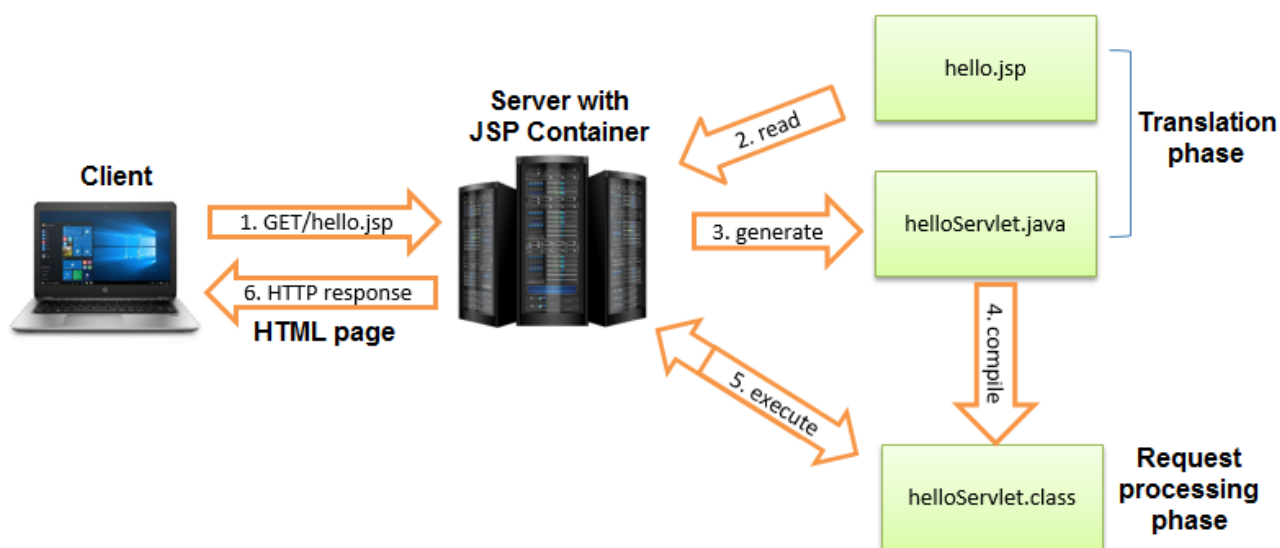 hello.jsp
Server with
JSP Container
2. read
Translation
phase
Client
1. GET/hello.jsp
3. generate
helloServlet.java
6. HTTP response
HTML page
4. compile
5. execute
helloServlet.class
Request
processing
phase